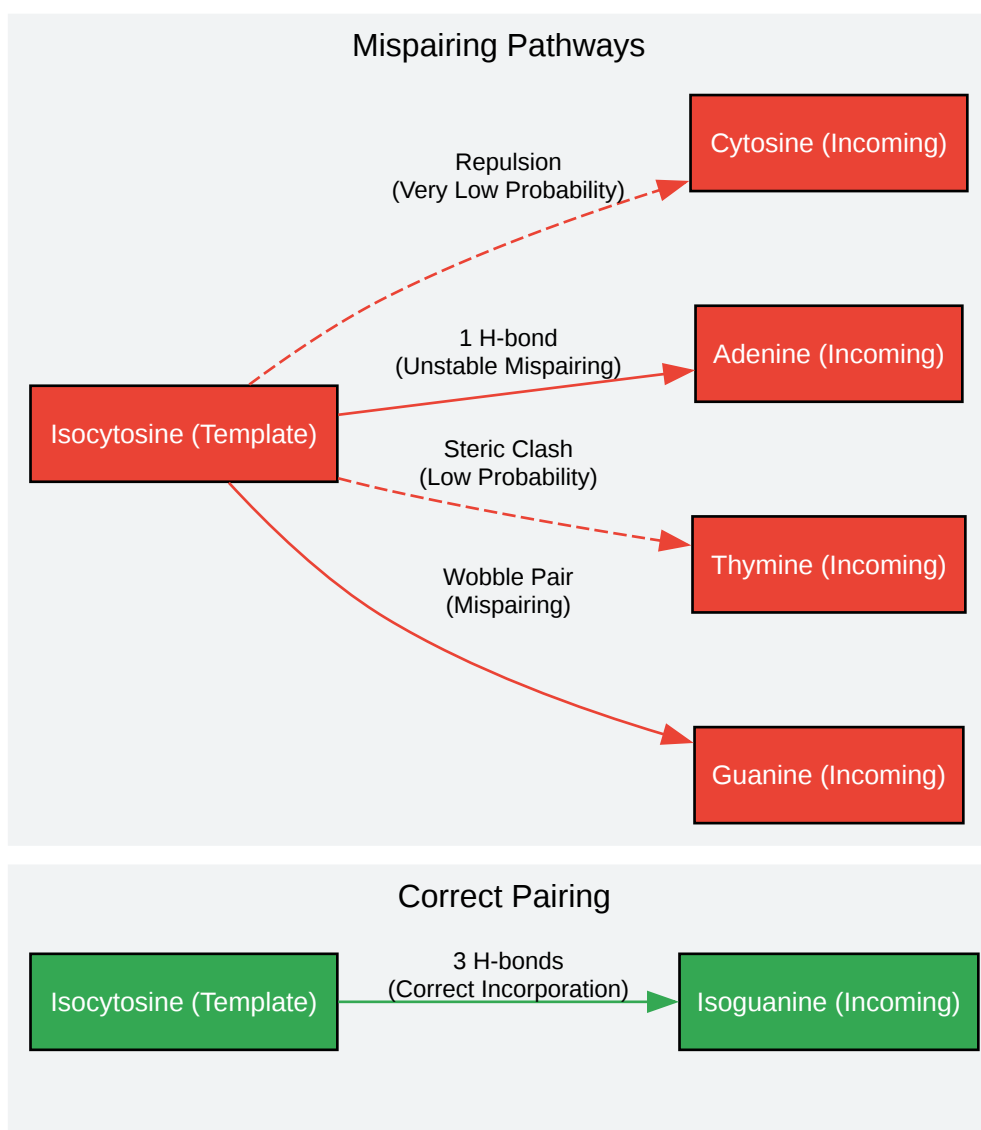 Mispairing Pathways
Cytosine (Incoming)
Repulsion
(Very Low Probability)
Adenine (Incoming)
1 H-bond
(Unstable Mispairing)
Isocytosine (Template)
Steric Clash
(Low Probability)
Thymine (Incoming)
Wobble Pair
(Mispairing)
Guanine (Incoming)
Correct Pairing
Isocytosine (Template)
3 H-bonds
(Correct Incorporation)
Isoguanine (Incoming)